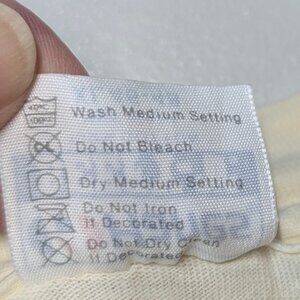 Wash Medium Setting
Do Not Bleach
Dry Medium Setting
Do Not Iron
If Decorated
Do Not Dry Clean
If Decorated